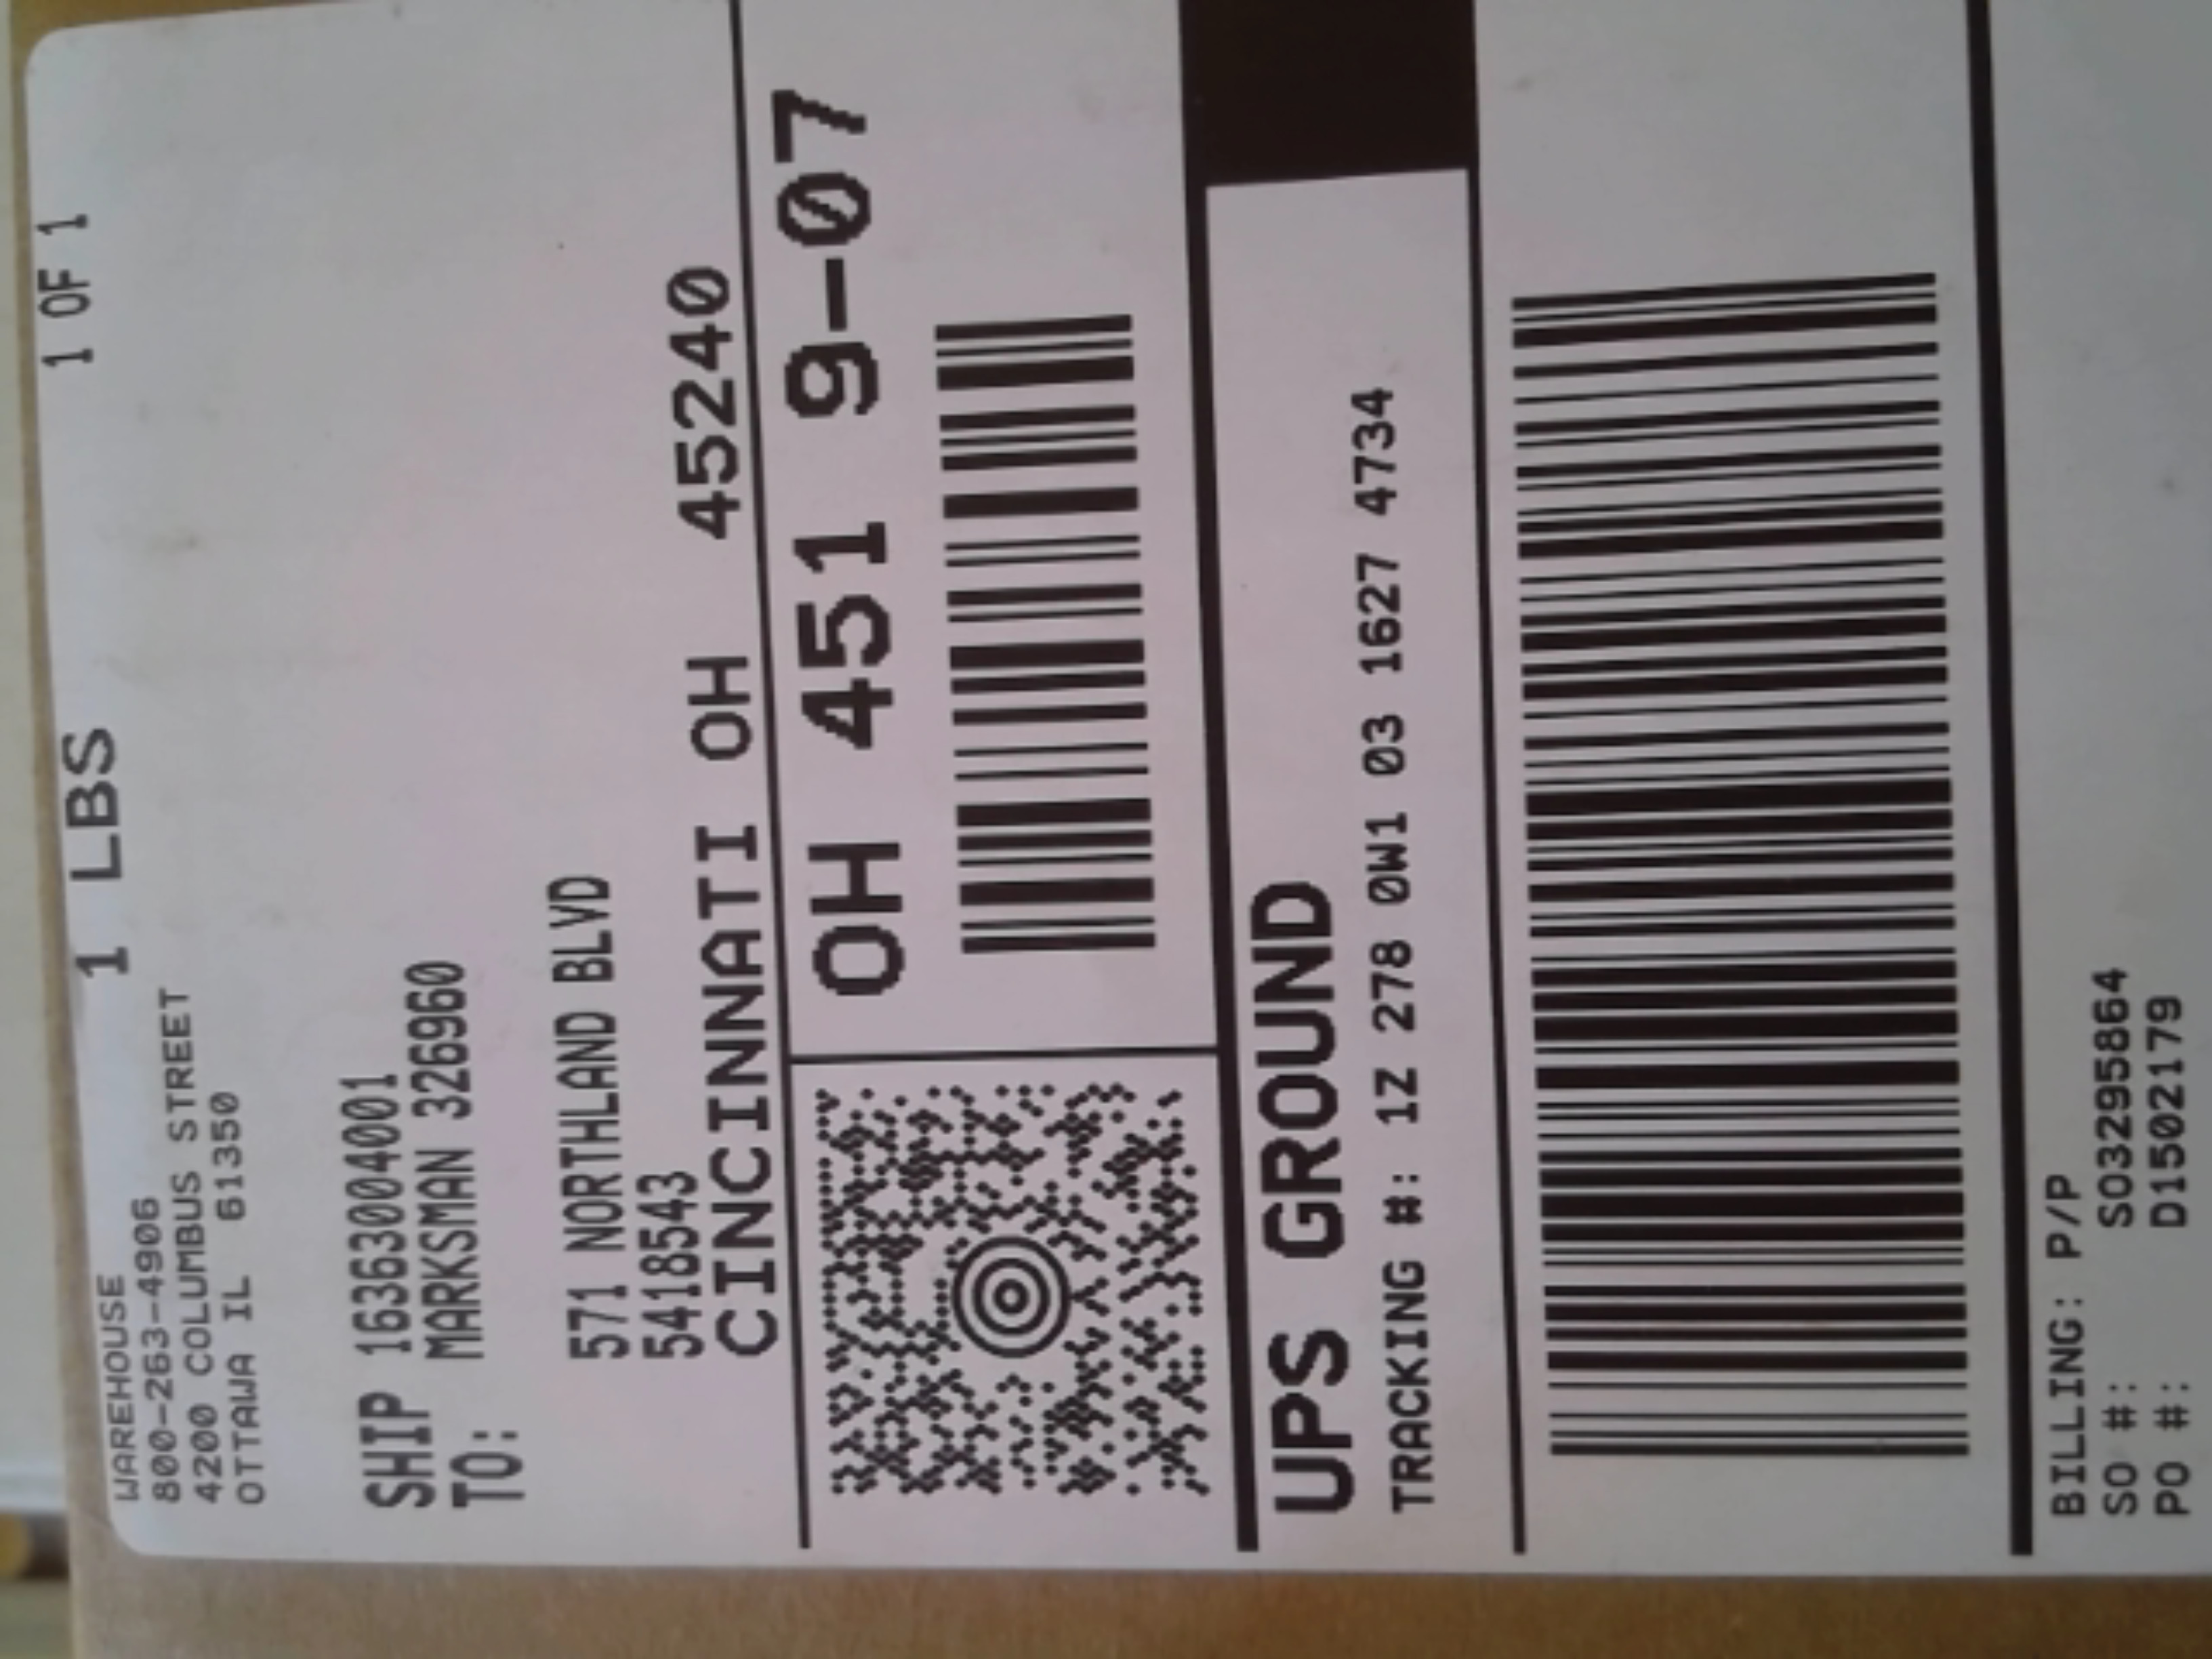 WAREHOUSE
800-263-4906
4200 COLUMBUS STREET
OTTAWA IL 61350
1 LBS
1 OF 1
SHIP TO:
163630004001
MARKSMAN 326960
571 NORTHLAND BLVD
5418543
CINCINNATI OH 45240
OH 451 9-07
UPS GROUND
TRACKING #: 1Z 278 0W1 03 1627 4734
BILLING: P/P
SO #: SO3295864
PO #: D15021179